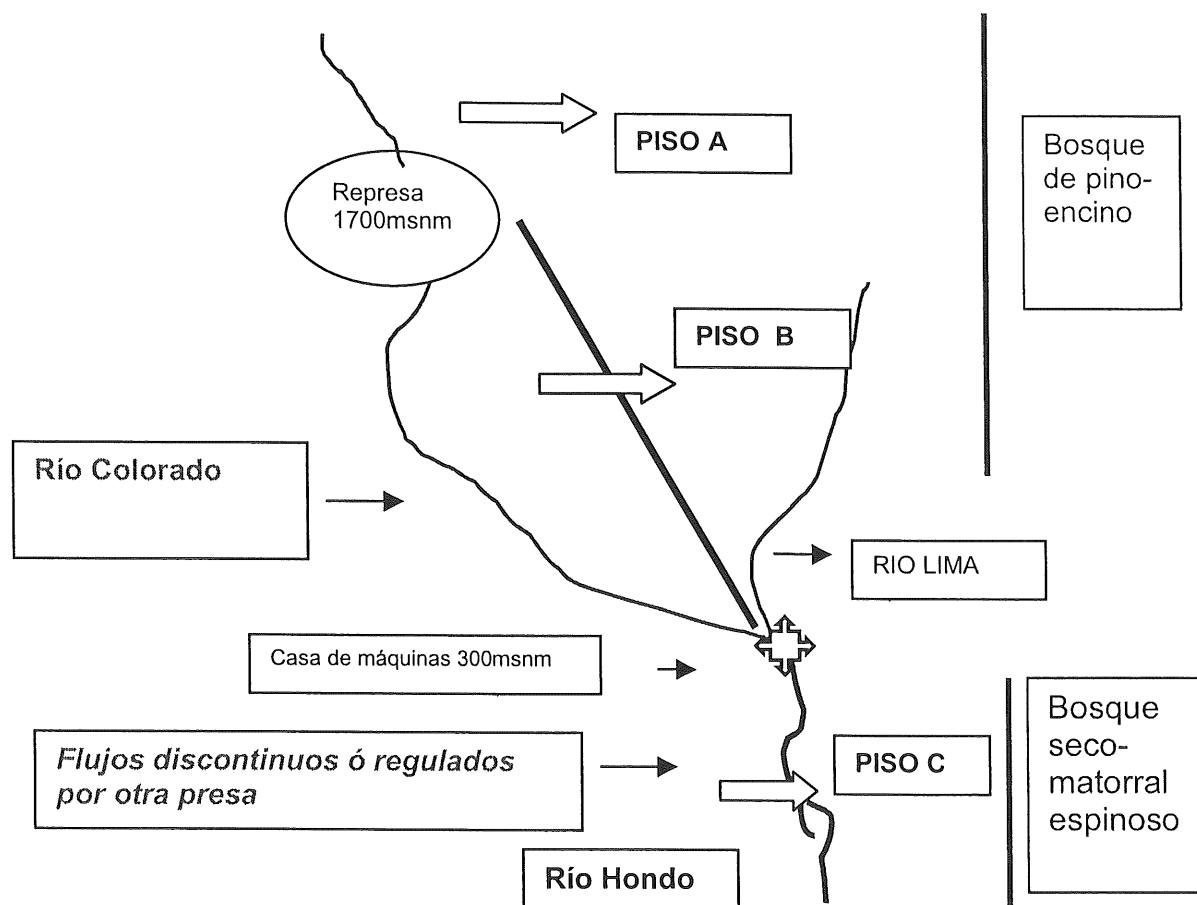 PISO A
Bosque
de pino-
encino
Represa
1700msnm
PISO B
Río Colorado
RIO LIMA
Casa de máquinas 300msnm
Flujos discontinuos ó regulados
por otra presa
PISO C
Bosque
seco-
matorral
espinoso
Río Hondo